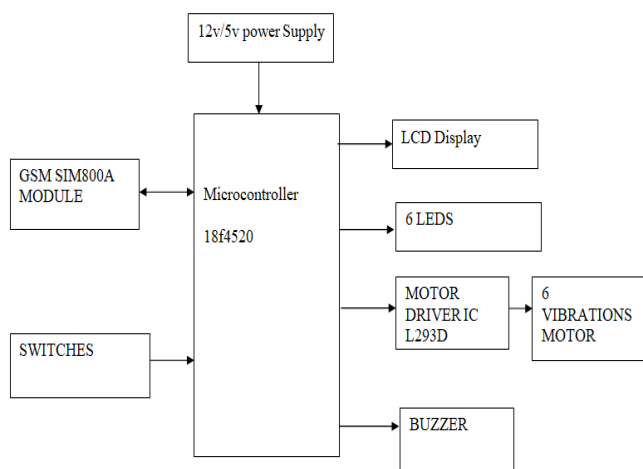 12v/5v power Supply
LCD Display
GSM SIM800A
MODULE
Microcontroller
18f4520
6 LEDS
MOTOR
DRIVER IC
L293D
6
VIBRATIONS
MOTOR
SWITCHES
BUZZER